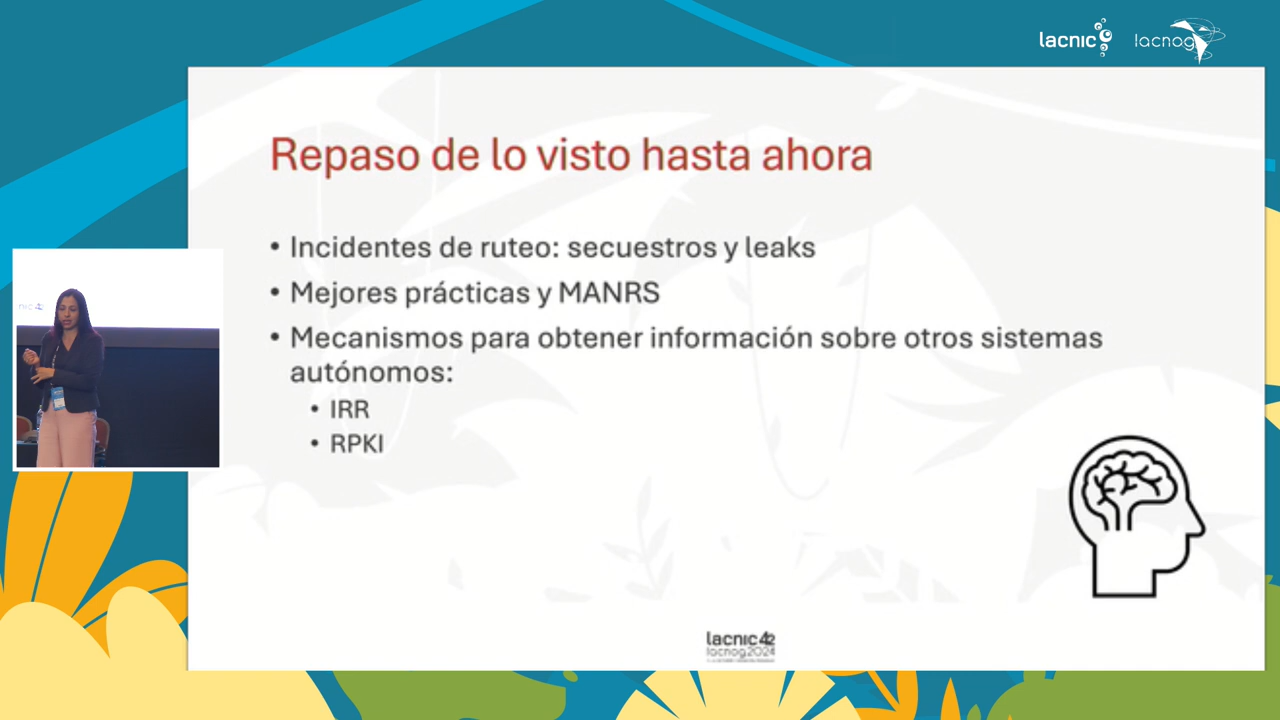 lacnic
lacnog
Repaso de lo visto hasta ahora
• Incidentes de ruteo: secuestros y leaks
• Mejores prácticas y MANRS
• Mecanismos para obtener información sobre otros sistemas
autónomos:
• IRR
• RPKI
lacnic42
lacnog2024